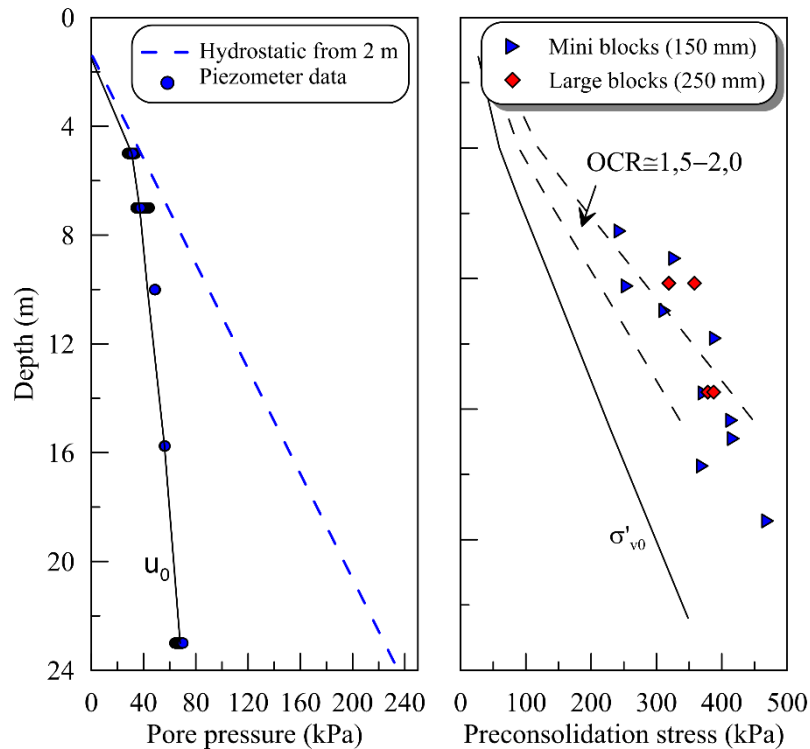 Hydrostatic from 2 m
Piezometer data
u₀
0
4
8
12
16
20
24
Depth (m)
0 40 80 120 160 200 240
Pore pressure (kPa)
Mini blocks (150 mm)
Large blocks (250 mm)
OCR≅1,5–2,0
σ'v0
0 100 200 300 400 500
Preconsolidation stress (kPa)